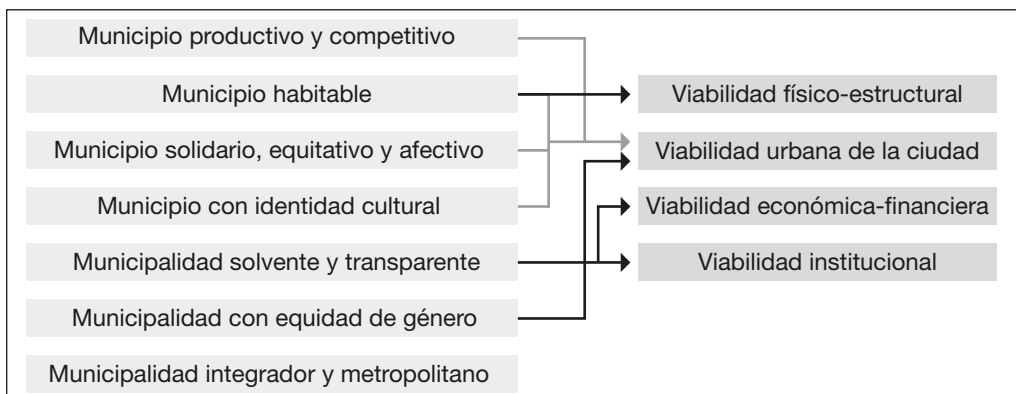 Municipio productivo y competitivo
Municipio habitable
Municipio solidario, equitativo y afectivo
Municipio con identidad cultural
Municipalidad solvente y transparente
Municipalidad con equidad de género
Municipalidad integrador y metropolitano
Viabilidad físico-estructural
Viabilidad urbana de la ciudad
Viabilidad económica-financiera
Viabilidad institucional